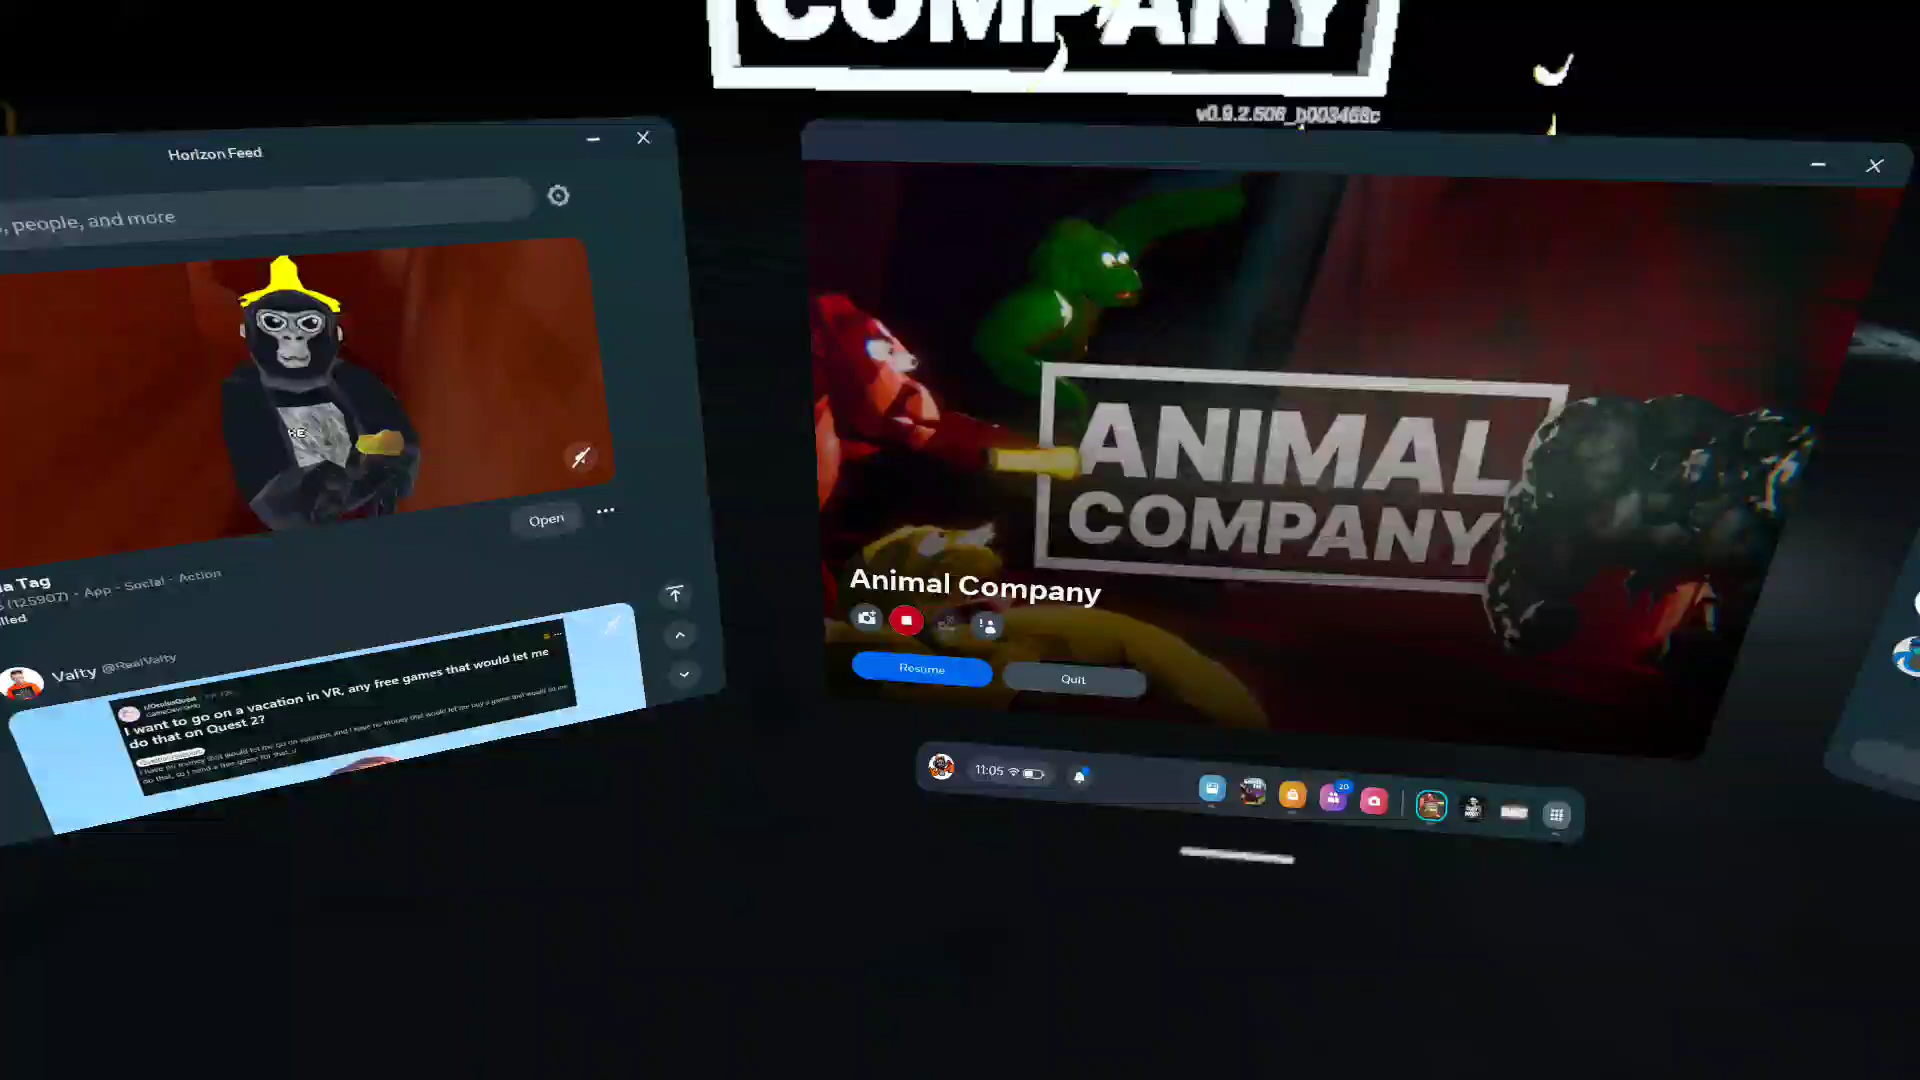 COMPANY
v0.9.2.506_b003468c
Horizon Feed
, people, and more
KE
Open
a Tag
(125907) - App - Social - Action
lled
Valty @RealValty
I want to go on a vacation in VR, any free games that would let me
do that on Quest 2?
ANIMAL
COMPANY
Animal Company
Resume
Quit
11:05
20